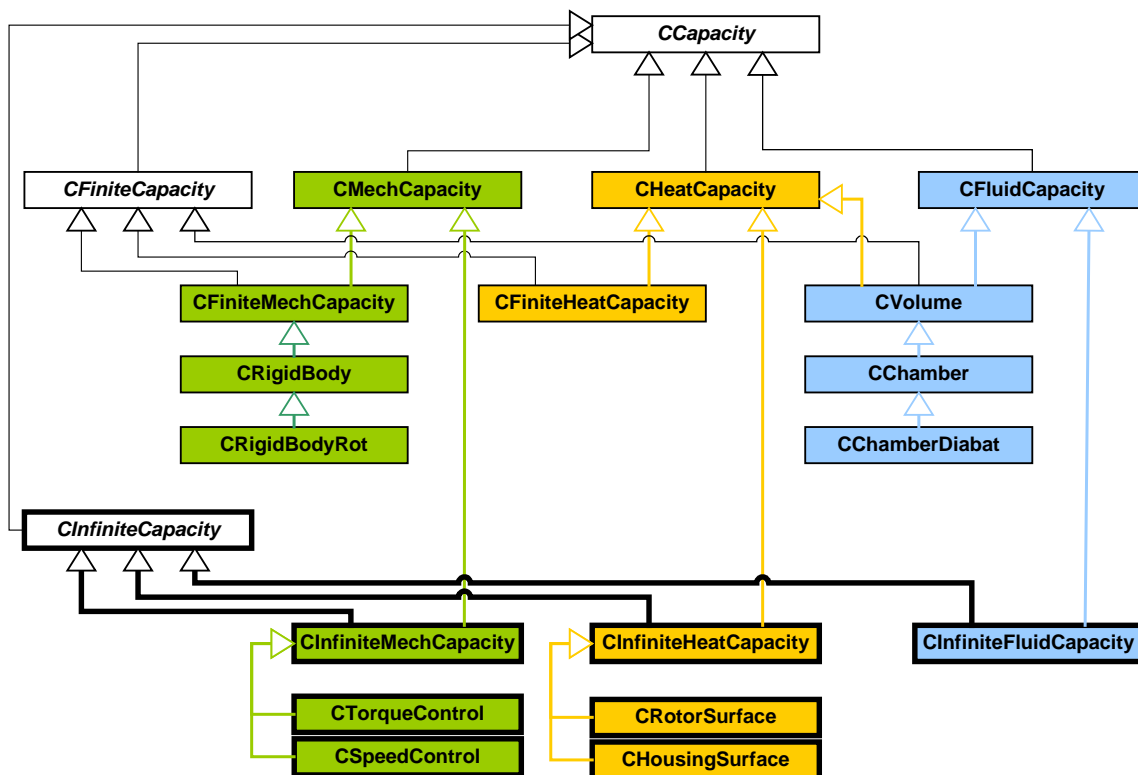 CCapacity
CFiniteCapacity
CMechCapacity
CHeatCapacity
CFluidCapacity
CFiniteMechCapacity
CFiniteHeatCapacity
CVolume
CRigidBody
CChamber
CRigidBodyRot
CChamberDiabat
CInfiniteCapacity
CInfiniteMechCapacity
CInfiniteHeatCapacity
CInfiniteFluidCapacity
CTorqueControl
CRotorSurface
CSpeedControl
CHousingSurface